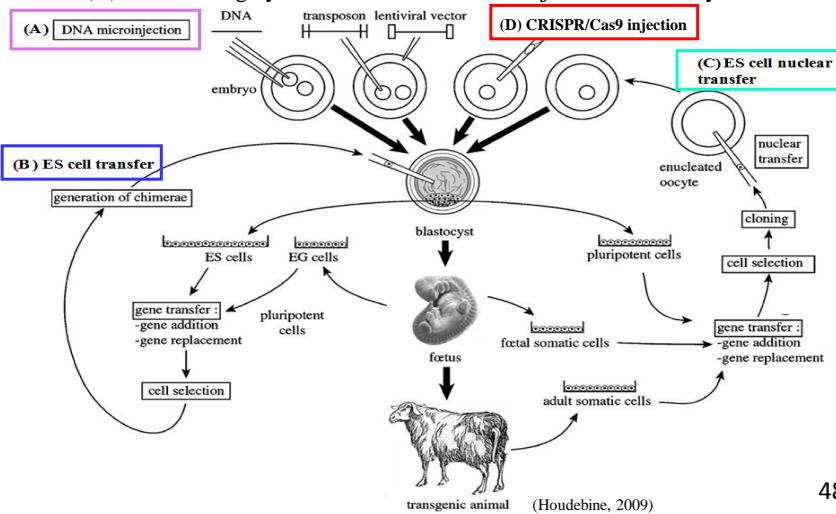 DNA
transposon
lentiviral vector
(D) CRISPR/Cas9 injection
(A) DNA microinjection
(C) ES cell nuclear
transfer
embryo
(B) ES cell transfer
generation of chimerae
enucleated
oocyte
nuclear
transfer
blastocyst
cloning
cell selection
ES cells
EG cells
pluripotent cells
gene transfer :
-gene addition
-gene replacement
pluripotent
cells
fœtus
fœtal somatic cells
gene transfer :
-gene addition
-gene replacement
cell selection
adult somatic cells
transgenic animal
(Houdebine, 2009)